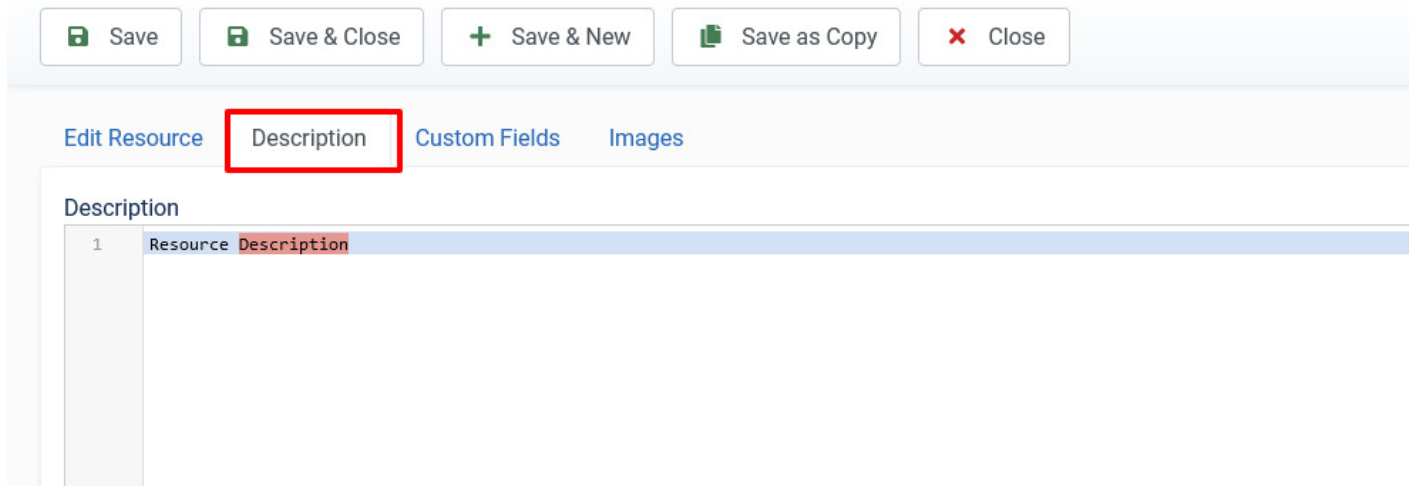 Save Save & Close Save & New Save as Copy Close
Edit Resource Description Custom Fields Images
Description
1 Resource Description